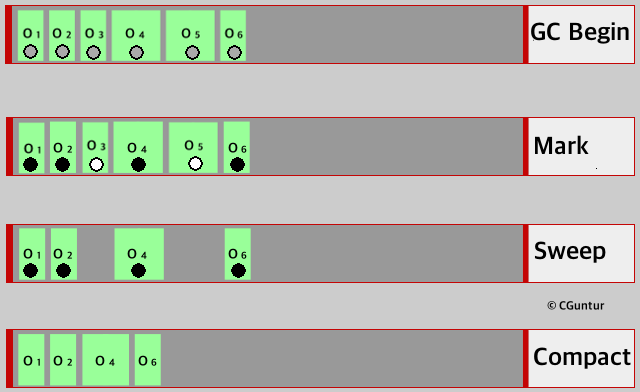 O 1 O 2 O 3 O 4 O 5 O 6 GC Begin
O 1 O 2 O 3 O 4 O 5 O 6 Mark
O 1 O 2 O 4 O 6 Sweep
© CGuntur
O 1 O 2 O 4 O 6 Compact